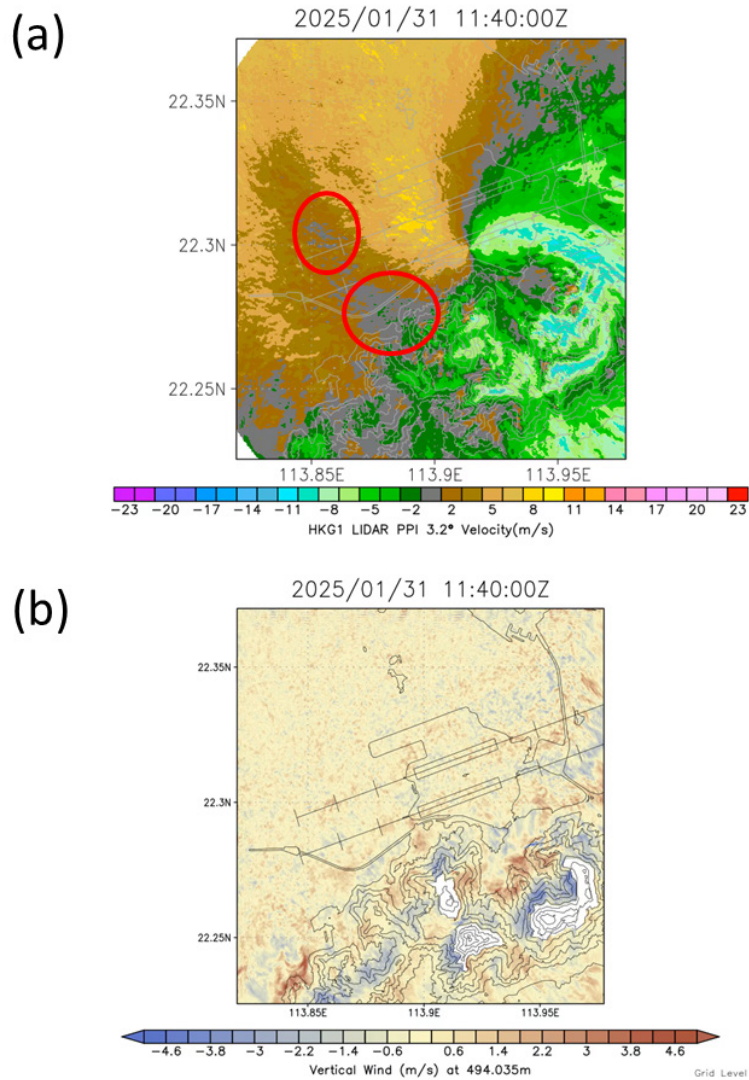 (a)
2025/01/31 11:40:00Z
22.35N
22.3N
22.25N
113.85E 113.9E 113.95E
−23 −20 −17 −14 −11 −8 −5 −2 2 5 8 11 14 17 20 23
HKG1 LIDAR PPI 3.2° Velocity(m/s)
(b)
2025/01/31 11:40:00Z
22.35N
22.3N
22.25N
113.85E 113.9E 113.95E
−4.6 −3.8 −3 −2.2 −1.4 −0.6 0.6 1.4 2.2 3 3.8 4.6
Vertical Wind (m/s) at 494.035m
Grid Level